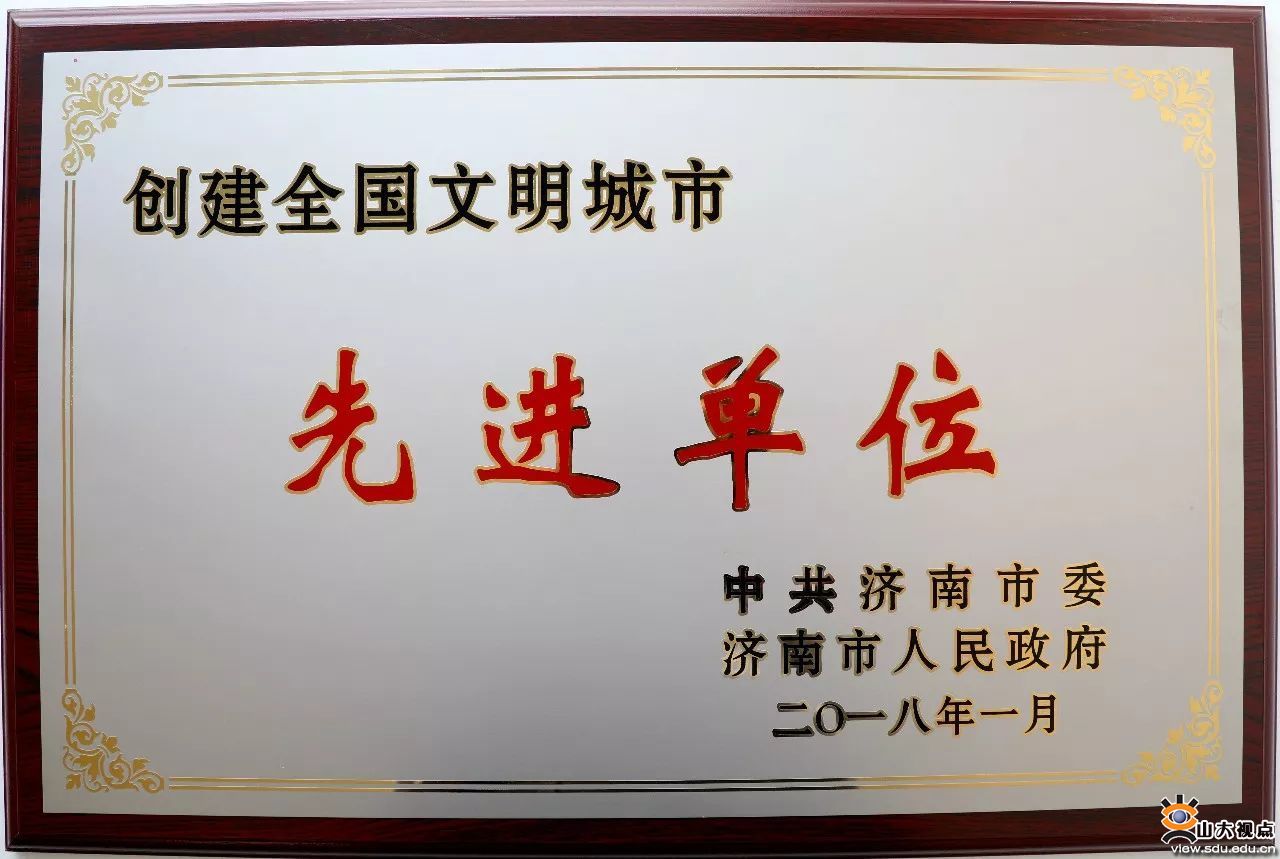 创建全国文明城市
先进单位
中共济南市委
济南市人民政府
二〇一八年一月
山大视点
view.sdu.edu.cn